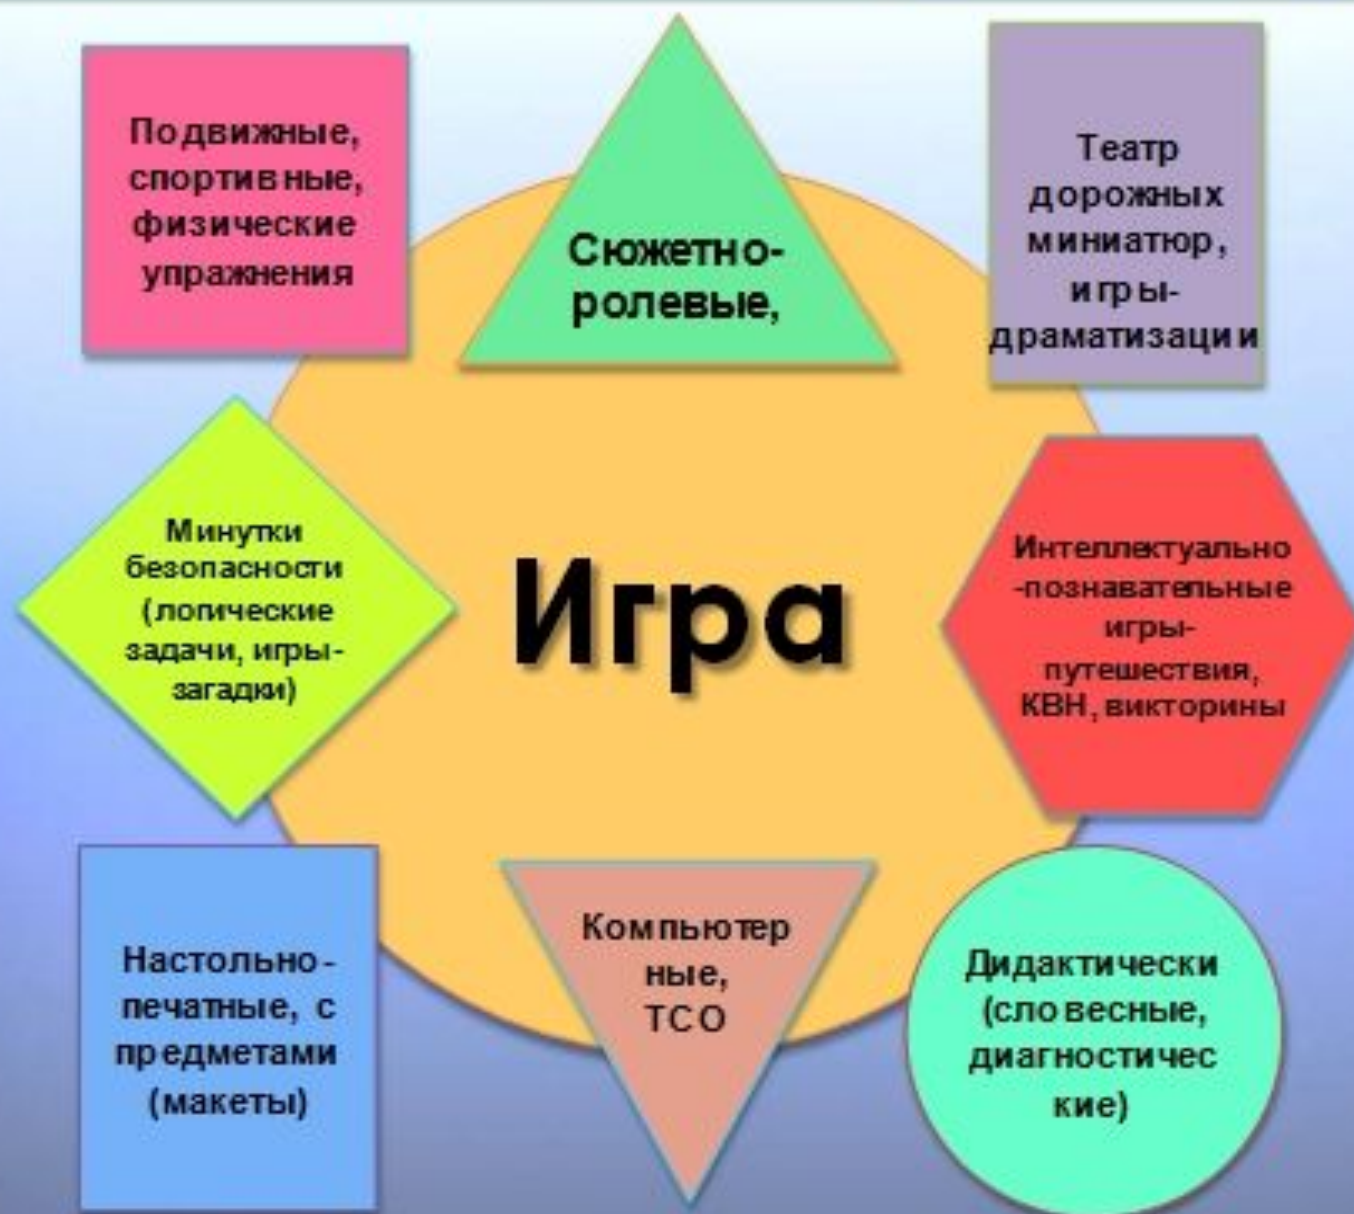 Подвижные,
спортивные,
физические
упражнения
Сюжетно-
ролевые,
Театр
дорожных
миниатюр,
игры-
драматизации
Минутки
безопасности
(логические
задачи, игры-
загадки)
Игра
Интеллектуально
-познавательные
игры-
путешествия,
КВН, викторины
Настольно-
печатные, с
предметами
(макеты)
Компьютер
ные,
ТСО
Дидактически
(словесные,
диагностичес
кие)